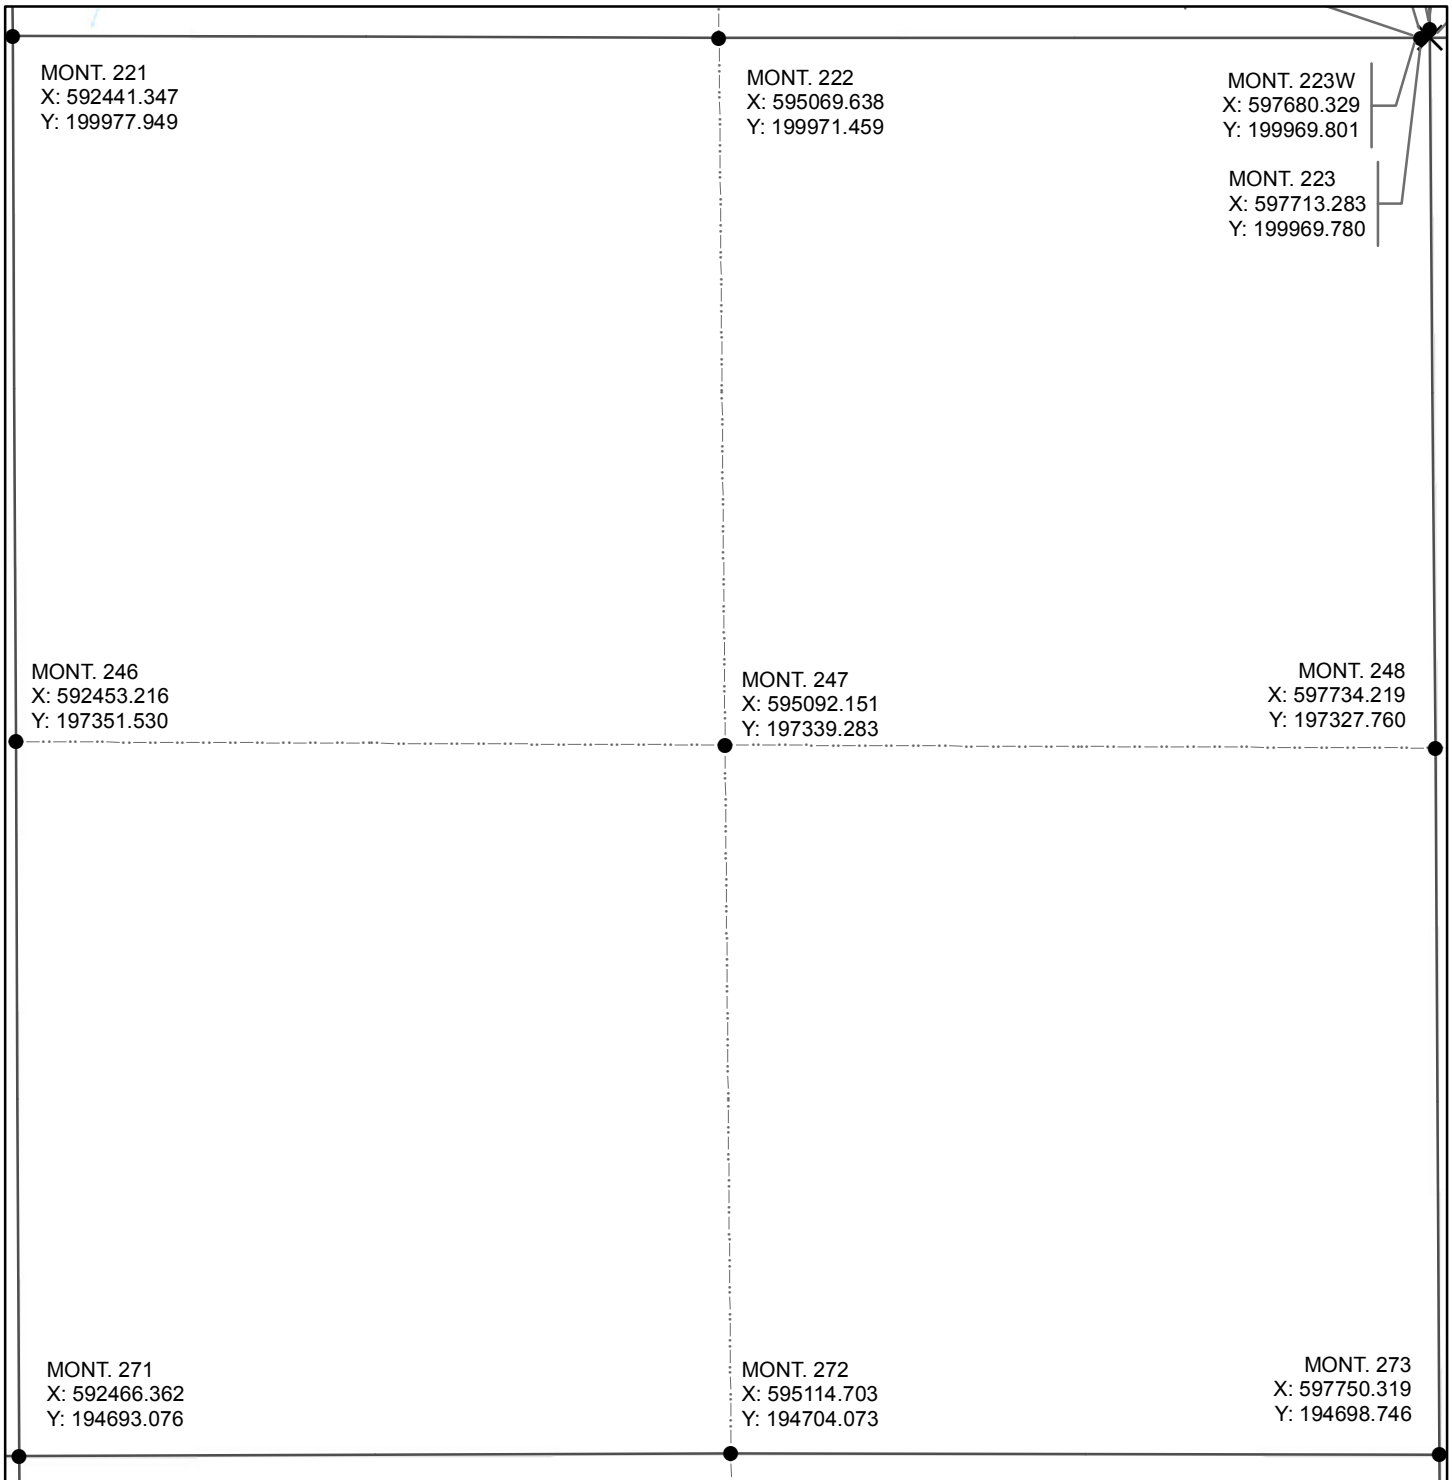 MONT. 221
X: 592441.347
Y: 199977.949
MONT. 222
X: 595069.638
Y: 199971.459
MONT. 223W
X: 597680.329
Y: 199969.801
MONT. 223
X: 597713.283
Y: 199969.780
MONT. 246
X: 592453.216
Y: 197351.530
MONT. 247
X: 595092.151
Y: 197339.283
MONT. 248
X: 597734.219
Y: 197327.760
MONT. 271
X: 592466.362
Y: 194693.076
MONT. 272
X: 595114.703
Y: 194704.073
MONT. 273
X: 597750.319
Y: 194698.746